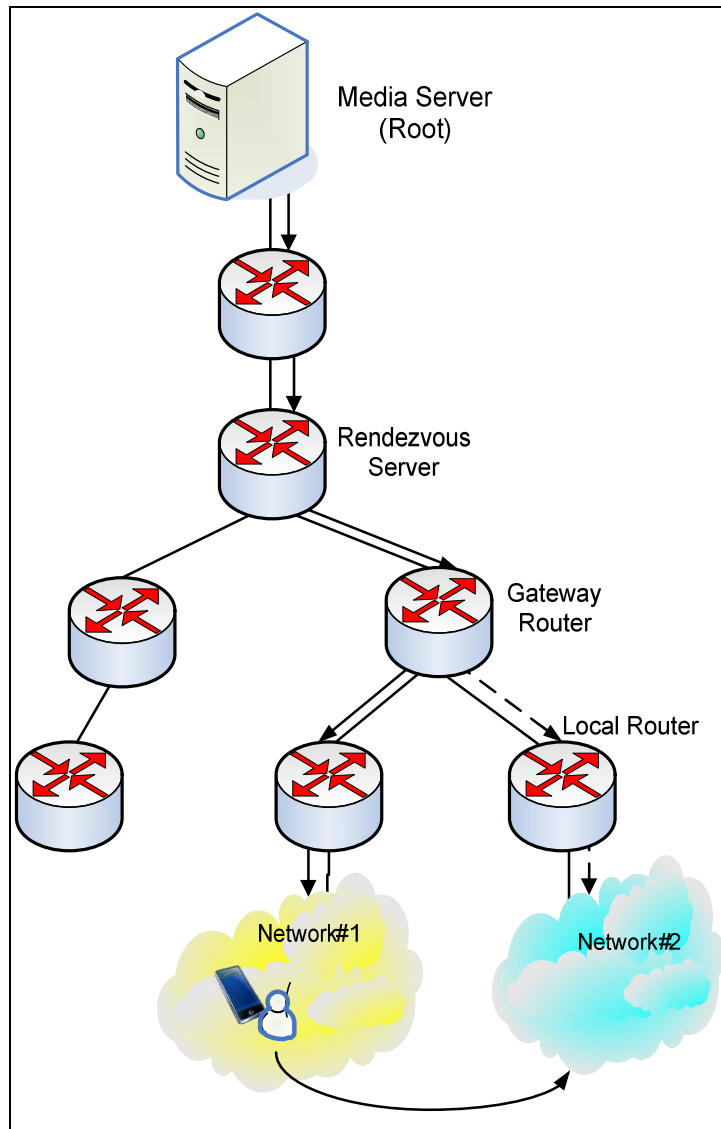 Media Server
(Root)
Rendezvous
Server
Gateway
Router
Local Router
Network#1
Network#2